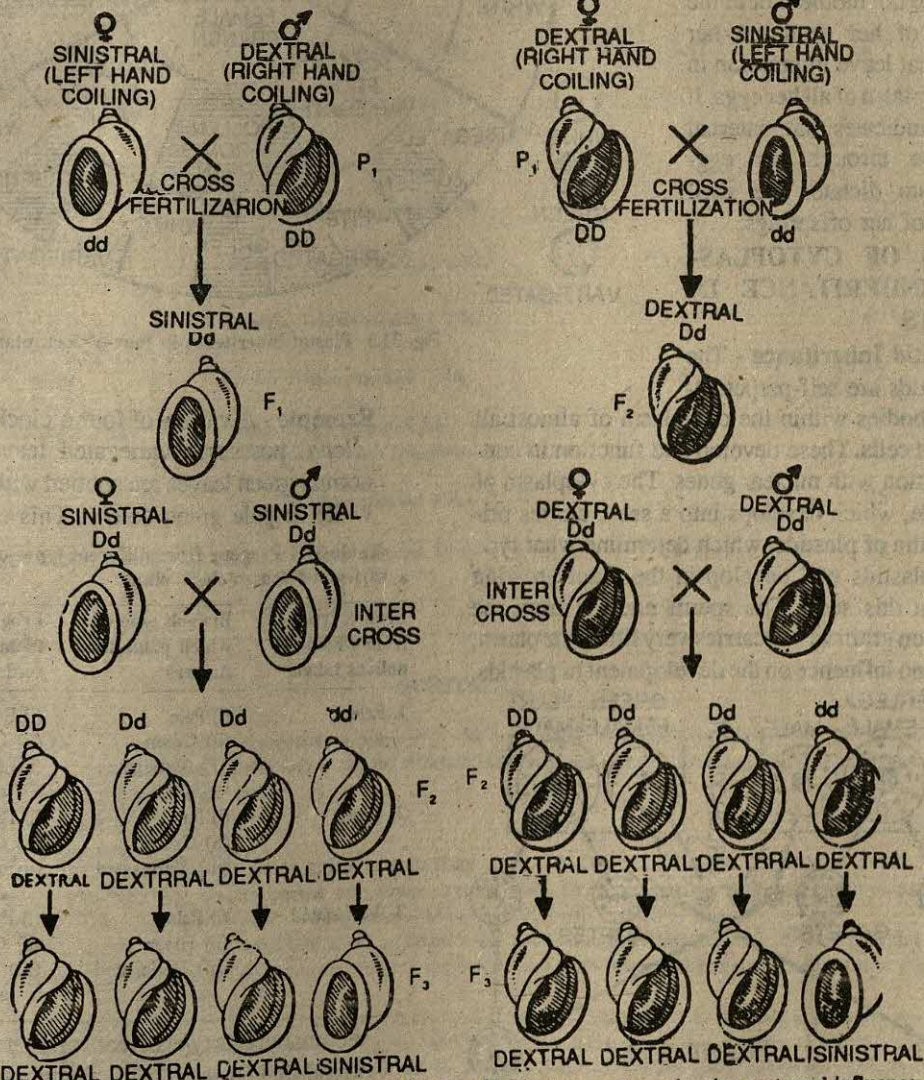 ♀
SINISTRAL
(LEFT HAND
COILING)
♂
DEXTRAL
(RIGHT HAND
COILING)
P₁
CROSS
FERTILIZARION
dd
DD
SINISTRAL
Dd
F₁
♀
SINISTRAL
Dd
♂
SINISTRAL
Dd
INTER
CROSS
DD
Dd
Dd
dd
F₂
DEXTRAL DEXTRRAL DEXTRAL DEXTRAL
F₃
DEXTRAL DEXTRAL DEXTRAL SINISTRAL
♀
DEXTRAL
(RIGHT HAND
COILING)
♂
SINISTRAL
(LEFT HAND
COILING)
P₁
CROSS
FERTILIZATION
DD
dd
DEXTRAL
Dd
F₂
♀
DEXTRAL
Dd
♂
DEXTRAL
Dd
INTER
CROSS
DD
Dd
Dd
dd
F₂
DEXTRAL DEXTRAL DEXTRRAL DEXTRAL
F₃
DEXTRAL DEXTRAL DEXTRALISINISTRAL